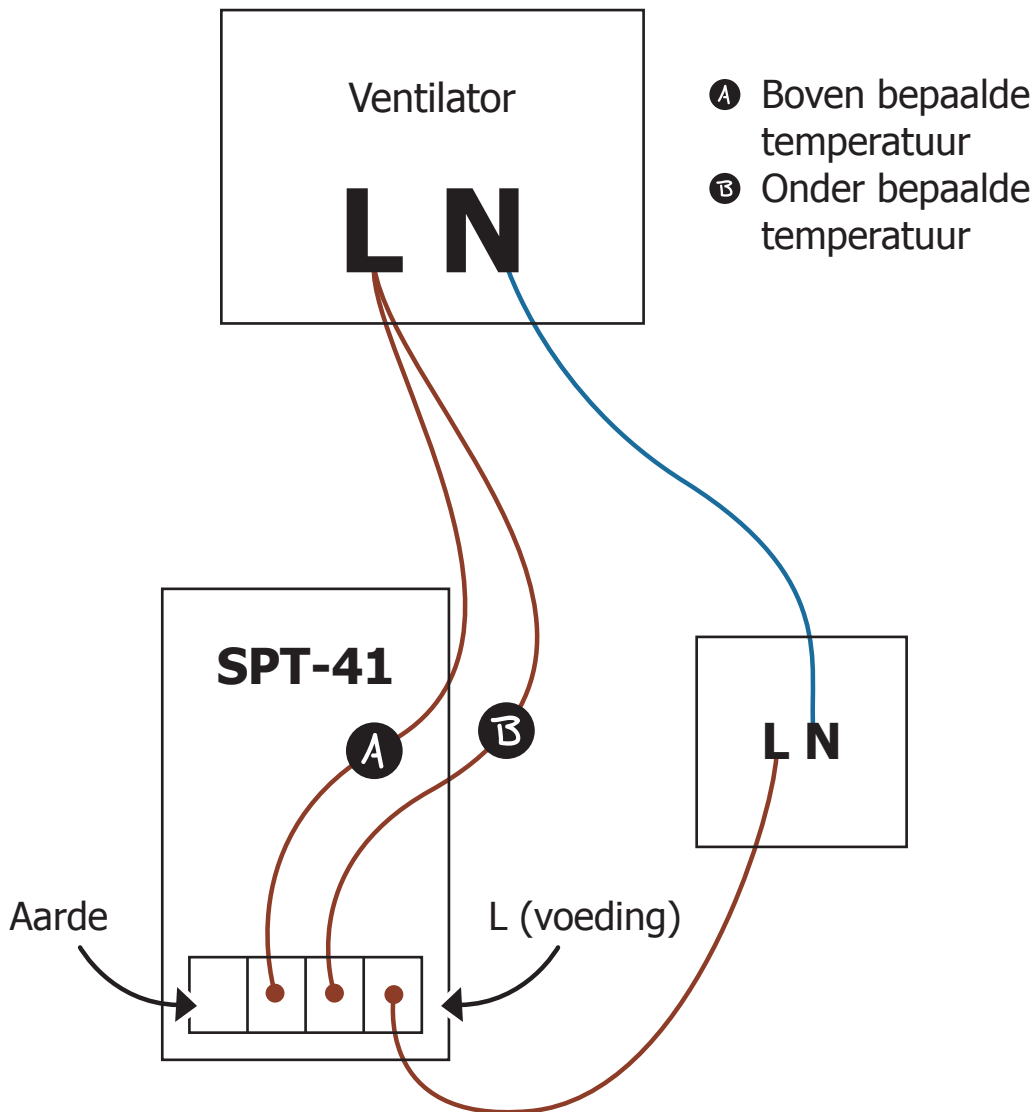 Ventilator
L N
A Boven bepaalde
temperatuur
B Onder bepaalde
temperatuur
SPT-41
A
B
L N
Aarde
L (voeding)